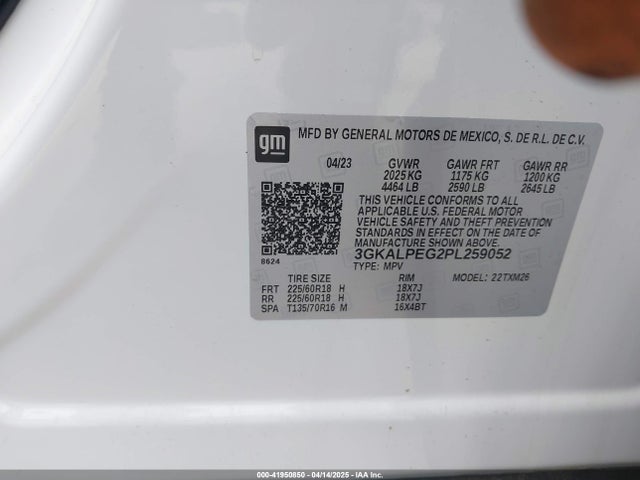 gm
MFD BY GENERAL MOTORS DE MEXICO, S. DE R.L. DE C.V.
04/23 GVWR GAWR FRT GAWR RR
2025 KG 1175 KG 1200 KG
4464 LB 2590 LB 2645 LB
THIS VEHICLE CONFORMS TO ALL
APPLICABLE U.S. FEDERAL MOTOR
VEHICLE SAFETY AND THEFT PREVENTION
STANDARDS IN EFFECT ON THE DATE OF
MANUFACTURE SHOWN ABOVE.
3GKALPEG2PL259052
8624
TYPE: MPV MODEL: 22TXM26
TIRE SIZE RIM
FRT 225/60R18 H 18X7J
RR 225/60R18 H 18X7J
SPA T135/70R16 M 16X4BT
000-41950850 - 04/14/2025 - IAA Inc.